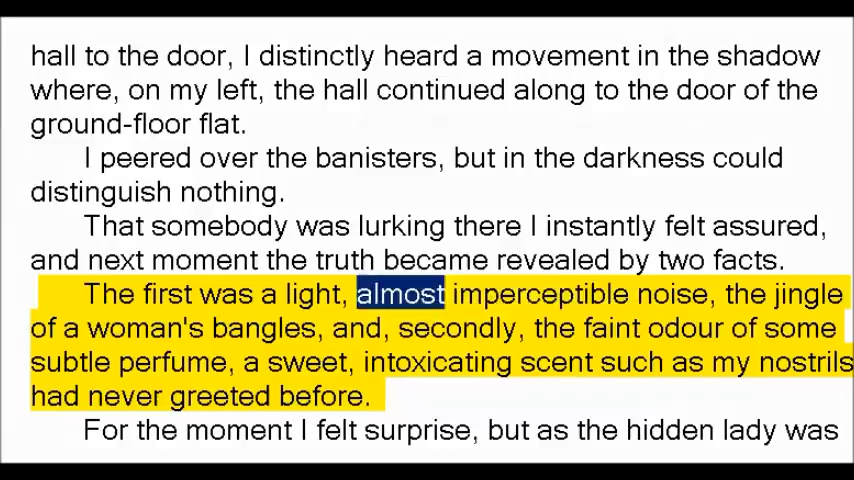 hall to the door, I distinctly heard a movement in the shadow
where, on my left, the hall continued along to the door of the
ground-floor flat.
I peered over the banisters, but in the darkness could
distinguish nothing.
That somebody was lurking there I instantly felt assured,
and next moment the truth became revealed by two facts.
The first was a light, almost imperceptible noise, the jingle
of a woman's bangles, and, secondly, the faint odour of some
subtle perfume, a sweet, intoxicating scent such as my nostrils
had never greeted before.
For the moment I felt surprise, but as the hidden lady was